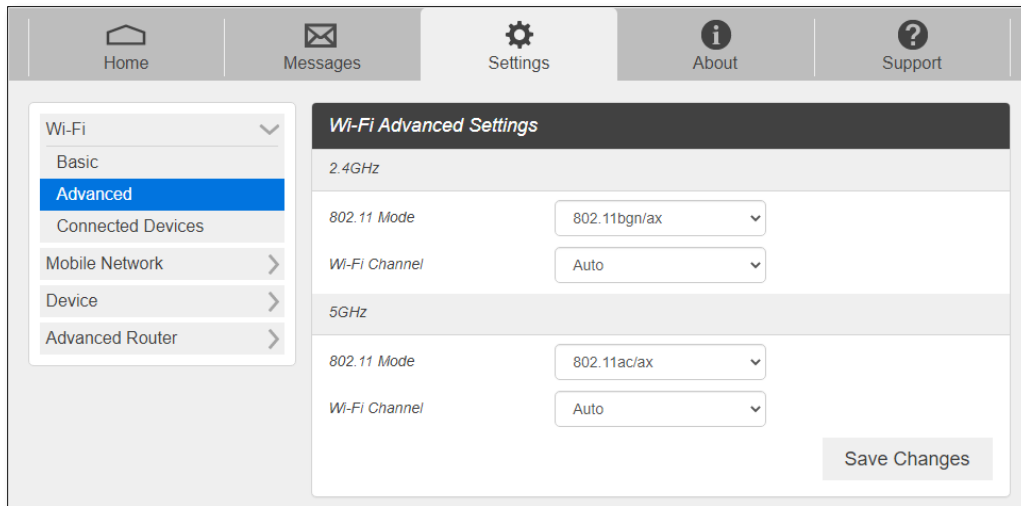 Home Messages Settings About Support
Wi-Fi
Basic
Advanced
Connected Devices
Mobile Network
Device
Advanced Router
Wi-Fi Advanced Settings
2.4GHz
802.11 Mode 802.11bgn/ax
Wi-Fi Channel Auto
5GHz
802.11 Mode 802.11ac/ax
Wi-Fi Channel Auto
Save Changes